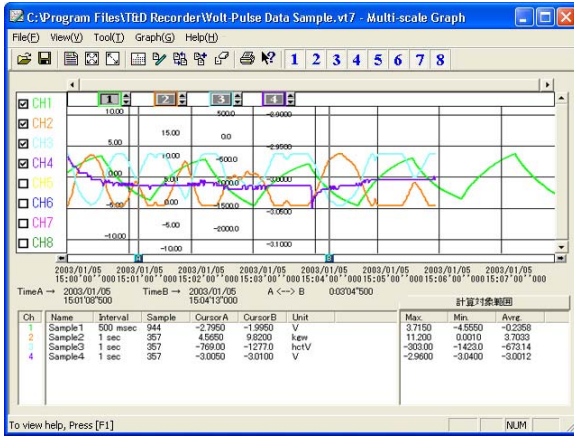 C:\Program Files\T&D Recorder\Volt-Pulse Data Sample.vt7 - Multi-scale Graph
File(F) View(V) Tool(T) Graph(G) Help(H)
1 2 3 4 5 6 7 8
1 2 3 4
CH1
CH2
CH3
CH4
CH5
CH6
CH7
CH8
10.00 5000 -2.9000
5.00 15.00 0.0 -2.9500
10.00 -5000.0 -3.0000
-5.00 0.00 -15000 -3.0500
-5.00 -2000.0
-10.00 -10.00 -3.1000
2003/01/05 2003/01/05 2003/01/05 2003/01/05 2003/01/05 2003/01/05 2003/01/05 2003/01/05
15:00'00"000 15:01'00"000 15:02'00"000 15:03'00"000 15:04'00"000 15:05'00"000 15:06'00"000 15:07'00"000
TimeA → 2003/01/05 TimeB → 2003/01/05 A <--> B 0:03'04"500
15:01'08"500 15:04'13"000
計算対象範囲
Ch Name Interval Sample CursorA CursorB Unit Max. Min. Avrg.
1 Sample1 500 msec 944 -2.7950 -1.9950 V 3.7150 -4.5550 -0.2358
2 Sample2 1 sec 357 4.5650 9.8200 kgw 11.200 0.0010 3.7033
3 Sample3 1 sec 357 -769.00 -1277.0 hctV -303.00 -1423.0 -673.14
4 Sample4 1 sec 357 -3.0050 -3.0100 V -2.9600 -3.0400 -3.0012
To view help, Press [F1]
NUM